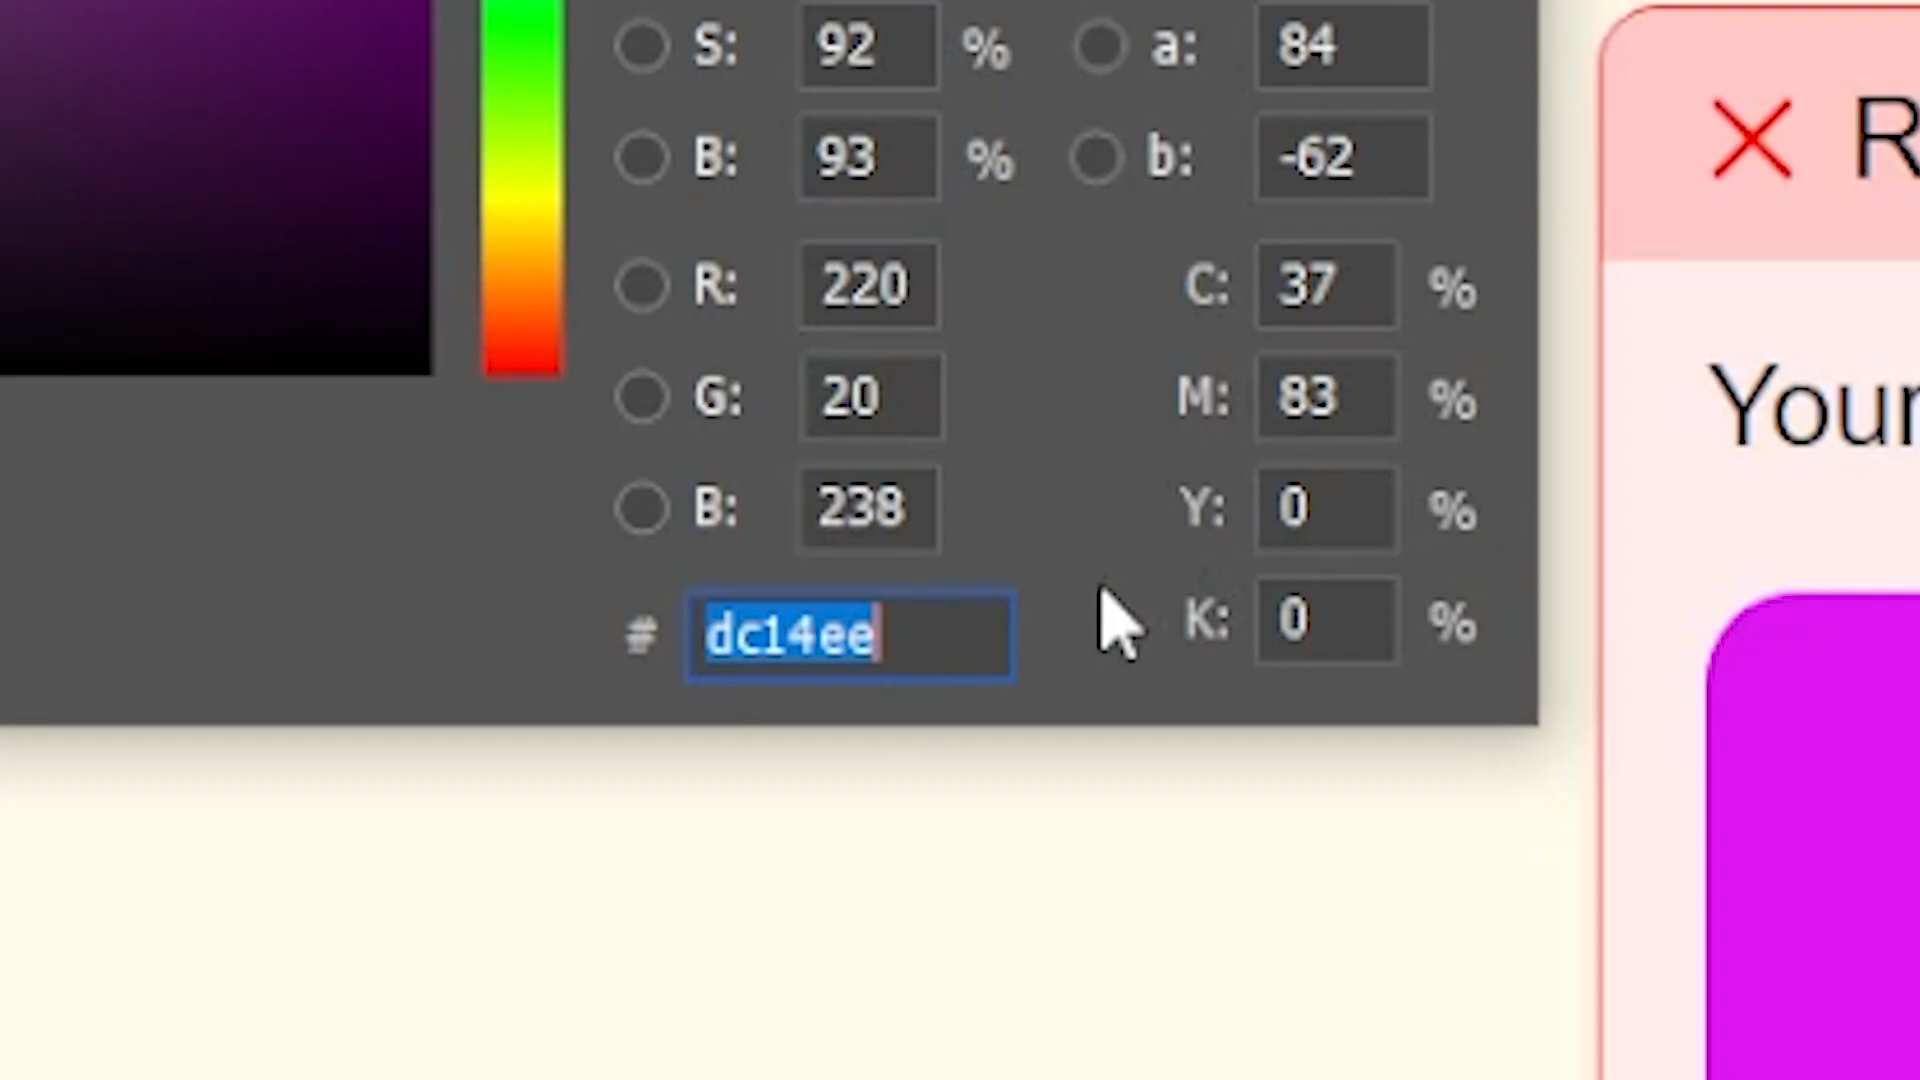 S: 92 % a: 84
B: 93 % b: -62
R: 220 C: 37 %
G: 20 M: 83 %
B: 238 Y: 0 %
# dc14ee K: 0 %
R
Your